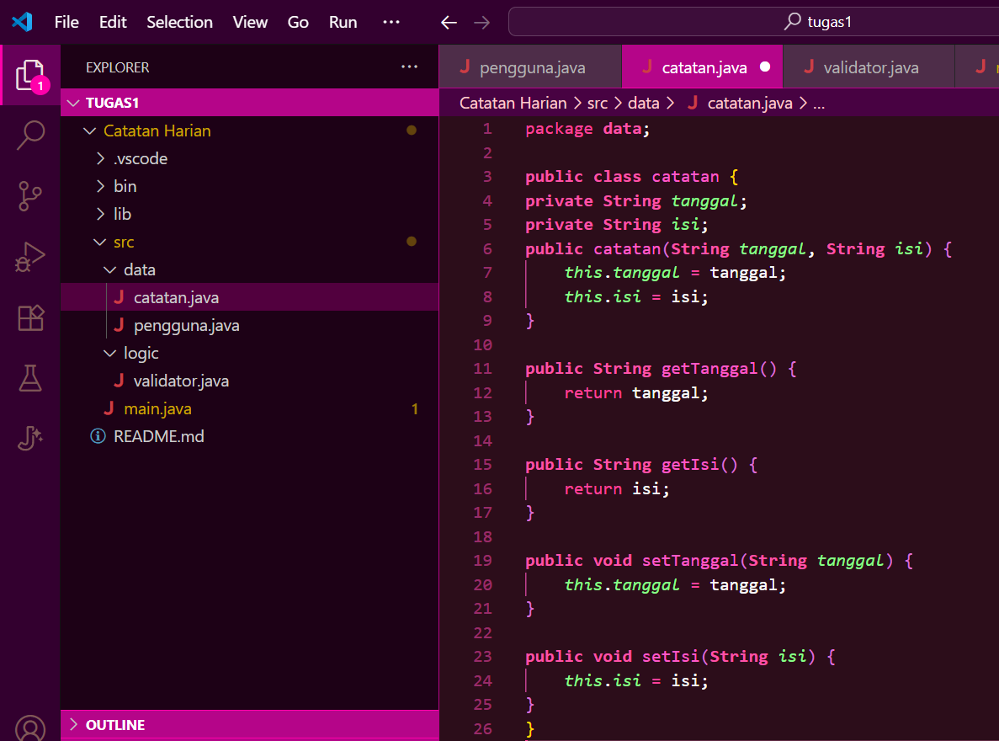 File Edit Selection View Go Run ··· ← → tugas1
1
EXPLORER ···
TUGAS1
Catatan Harian
.vscode
bin
lib
src
data
J catatan.java
J pengguna.java
logic
J validator.java
J main.java 1
README.md
OUTLINE
J pengguna.java J catatan.java J validator.java J
Catatan Harian > src > data > J catatan.java > ...
1 package data;
2
3 public class catatan {
4 private String tanggal;
5 private String isi;
6 public catatan(String tanggal, String isi) {
7 this.tanggal = tanggal;
8 this.isi = isi;
9 }
10
11 public String getTanggal() {
12 return tanggal;
13 }
14
15 public String getIsi() {
16 return isi;
17 }
18
19 public void setTanggal(String tanggal) {
20 this.tanggal = tanggal;
21 }
22
23 public void setIsi(String isi) {
24 this.isi = isi;
25 }
26 }